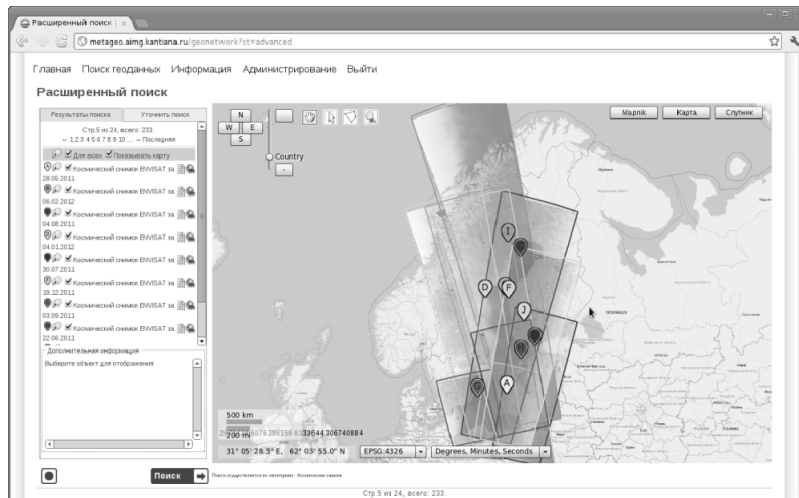 Расширенный поиск
metageo.aimg.kantiana.ru/geonetwork?st=advanced
Главная Поиск геоданных Информация Администрирование Выйти
Расширенный поиск
Результаты поиска Уточнить поиск
Стр.5 из 24, всего: 233.
← 1 2 3 4 5 6 7 8 9 10 ... → Последняя
Для всех Показывать карту
Космический снимок ENVISAT за
28.05.2011
Космический снимок ENVISAT за
06.02.2012
Космический снимок ENVISAT за
04.08.2011
Космический снимок ENVISAT за
04.01.2012
Космический снимок ENVISAT за
30.07.2011
Космический снимок ENVISAT за
19.12.2011
Космический снимок ENVISAT за
03.09.2011
Космический снимок ENVISAT за
22.06.2011
Дополнительная информация
Выберите объект для отображения
N
W E
S
Country
-
Mapnik Карта Спутник
I
D
F
J
G
A
500 km
200 mi
31° 05' 28.3" E, 62° 03' 55.0" N
EPSG:4326
Degrees, Minutes, Seconds
Поиск
Поиск осуществляется по категориям : Космические снимки
Стр.5 из 24, всего: 233.